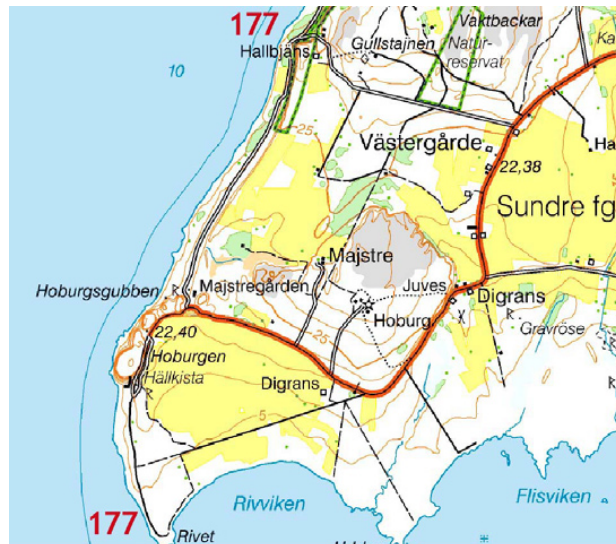 177
Hallbjäns
Vaktbackar
Gullstajnen
Natur-
reservat
10
25
Västergårde
22,38
Sundre fg
Majstre
Hoburgsgubben
Majstregården
Juves
Digrans
Hoburg
Gravröse
22,40
Hoburgen
Hällkista
25
Digrans
5
Rivviken
Flisviken
177
Rivet